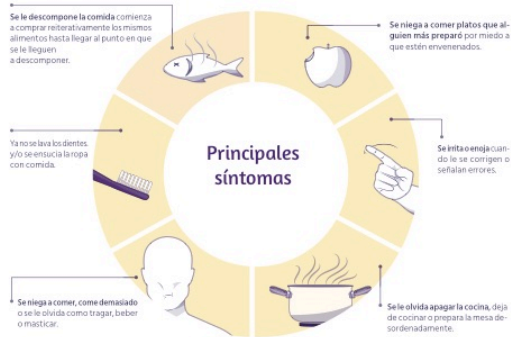 Se le descompone la comida comienza
a comprar reiterativamente los mismos
alimentos hasta llegar al punto en que
se le lleguen
a descomponer.
Se niega a comer platos que al-
guien más preparó por miedo a
que estén envenenados.
Ya no se lava los dientes
y/o se ensucia la ropa
con comida.
Principales
síntomas
Se irrita o enoja cuan-
do le se corrigen o
señalan errores.
Se niega a comer, come demasiado
o se le olvida como tragar, beber
o masticar.
Se le olvida apagar la cocina, deja
de cocinar o prepara la mesa de-
sordenadamente.